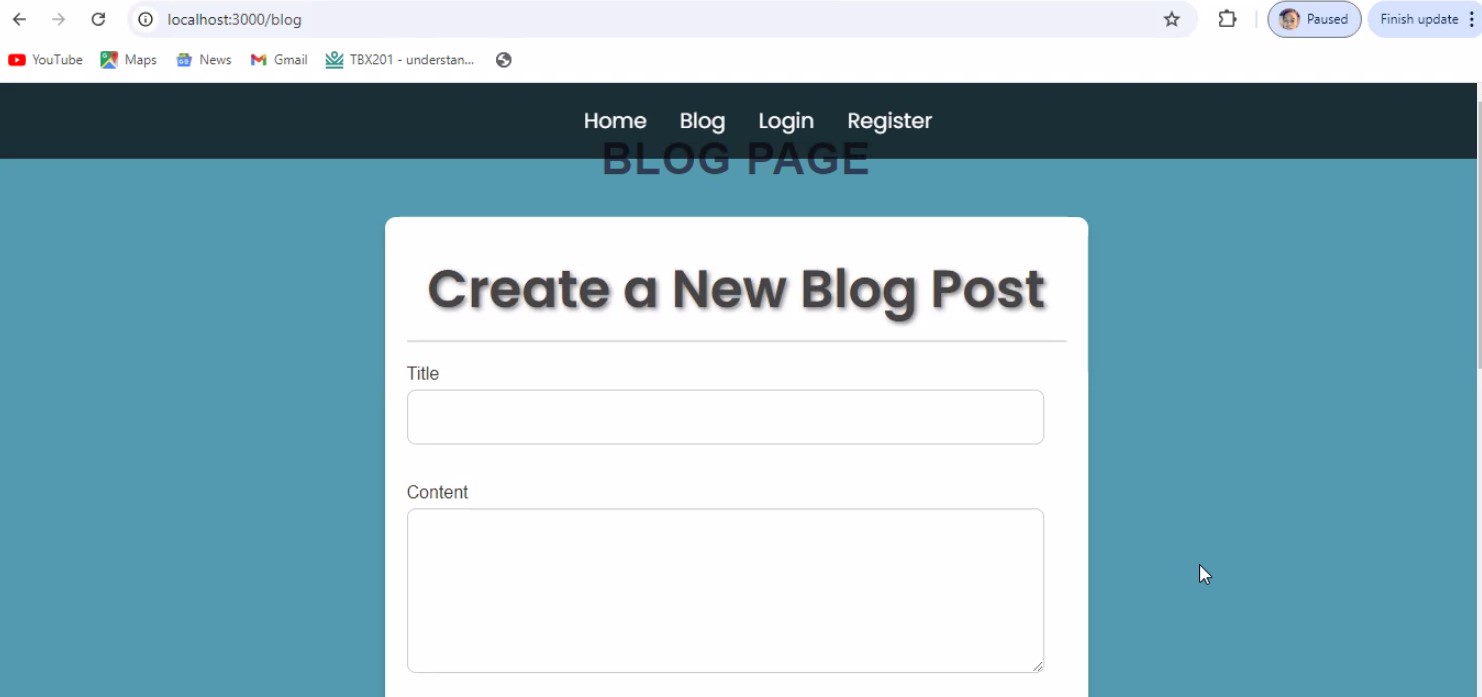 localhost:3000/blog
Paused
Finish update
YouTube Maps News Gmail TBX201 - understan...
Home Blog Login Register
BLOG PAGE
Create a New Blog Post
Title
Content